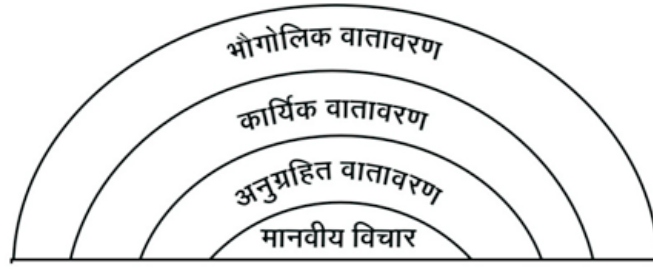 भौगोलिक वातावरण
कार्यिक वातावरण
अनुग्रहित वातावरण
मानवीय विचार